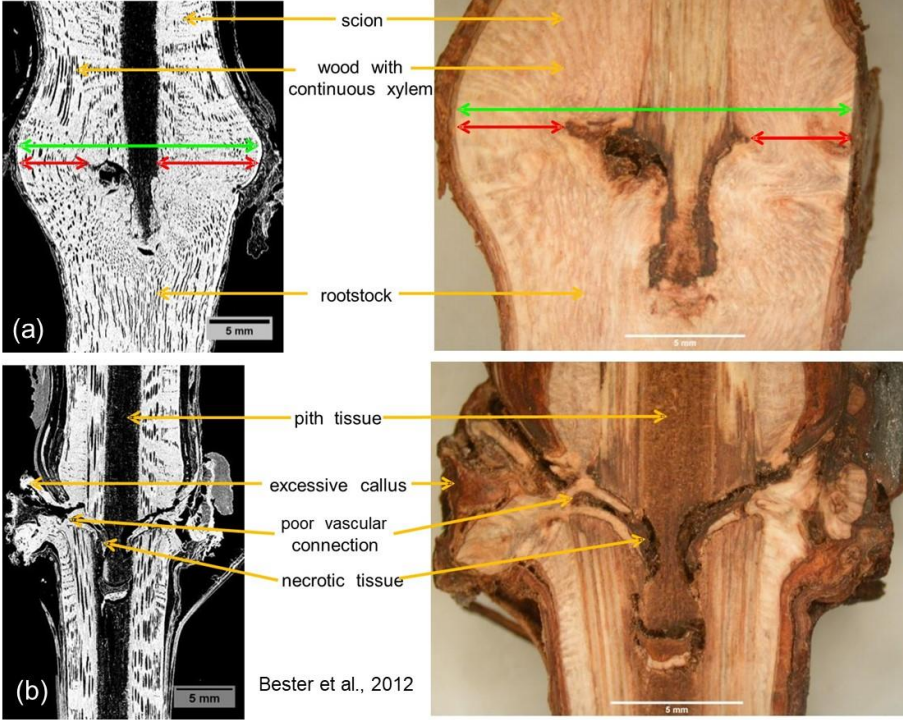 scion
wood with
continuous xylem
rootstock
(a)
5 mm
5 mm
pith tissue
excessive callus
poor vascular
connection
necrotic tissue
(b)
5 mm
Bester et al., 2012
5 mm